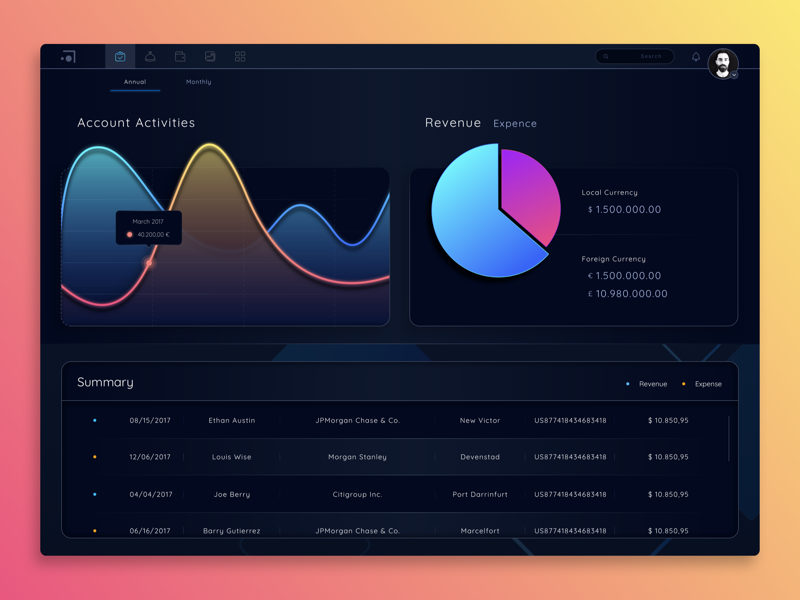 Search
Annual Monthly
Account Activities
Revenue Expence
March 2017
40.200,00 €
Local Currency
$ 1.500.000.00
Foreign Currency
€ 1.500.000.00
£ 10.980.000.00
Summary
Revenue Expense
08/15/2017 Ethan Austin JPMorgan Chase & Co. New Victor US877418434683418 $ 10.850,95
12/06/2017 Louis Wise Morgan Stanley Devenstad US877418434683418 $ 10.850,95
04/04/2017 Joe Berry Citigroup Inc. Port Darrinfurt US877418434683418 $ 10.850,95
06/16/2017 Barry Gutierrez JPMorgan Chase & Co. Marcelfort US877418434683418 $ 10.850,95